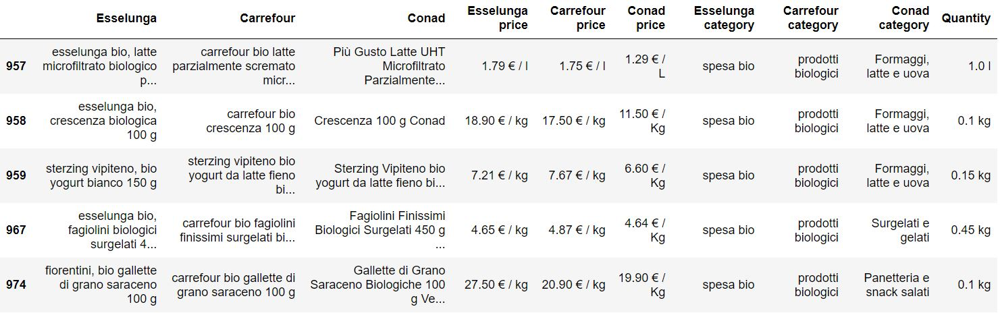 Esselunga Carrefour Conad Esselunga price Carrefour price Conad price Esselunga category Carrefour category Conad category Quantity
957 esselunga bio, latte microfiltrato biologico p... carrefour bio latte parzialmente scremato micr... Più Gusto Latte UHT Microfiltrato Parzialmente... 1.79 € / l 1.75 € / l 1.29 € / L spesa bio prodotti biologici Formaggi, latte e uova 1.0 l
958 esselunga bio, crescenza biologica 100 g carrefour bio crescenza 100 g Crescenza 100 g Conad 18.90 € / kg 17.50 € / kg 11.50 € / Kg spesa bio prodotti biologici Formaggi, latte e uova 0.1 kg
959 sterzing vipiteno, bio yogurt bianco 150 g sterzing vipiteno bio yogurt da latte fieno bi... Sterzing Vipiteno bio yogurt da latte fieno bi... 7.21 € / kg 7.67 € / kg 6.60 € / Kg spesa bio prodotti biologici Formaggi, latte e uova 0.15 kg
967 esselunga bio, fagiolini biologici surgelati 4... carrefour bio fagiolini finissimi surgelati bi... Fagiolini Finissimi Biologici Surgelati 450 g ... 4.65 € / kg 4.87 € / kg 4.64 € / Kg spesa bio prodotti biologici Surgelati e gelati 0.45 kg
974 fiorentini, bio gallette di grano saraceno 100 g carrefour bio gallette di grano saraceno 100 g Gallette di Grano Saraceno Biologiche 100 g Ve... 27.50 € / kg 20.90 € / kg 19.90 € / Kg spesa bio prodotti biologici Panetteria e snack salati 0.1 kg